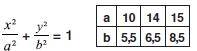 x²/a² + y²/b² = 1
a 10 14 15
b 5,5 6,5 8,5